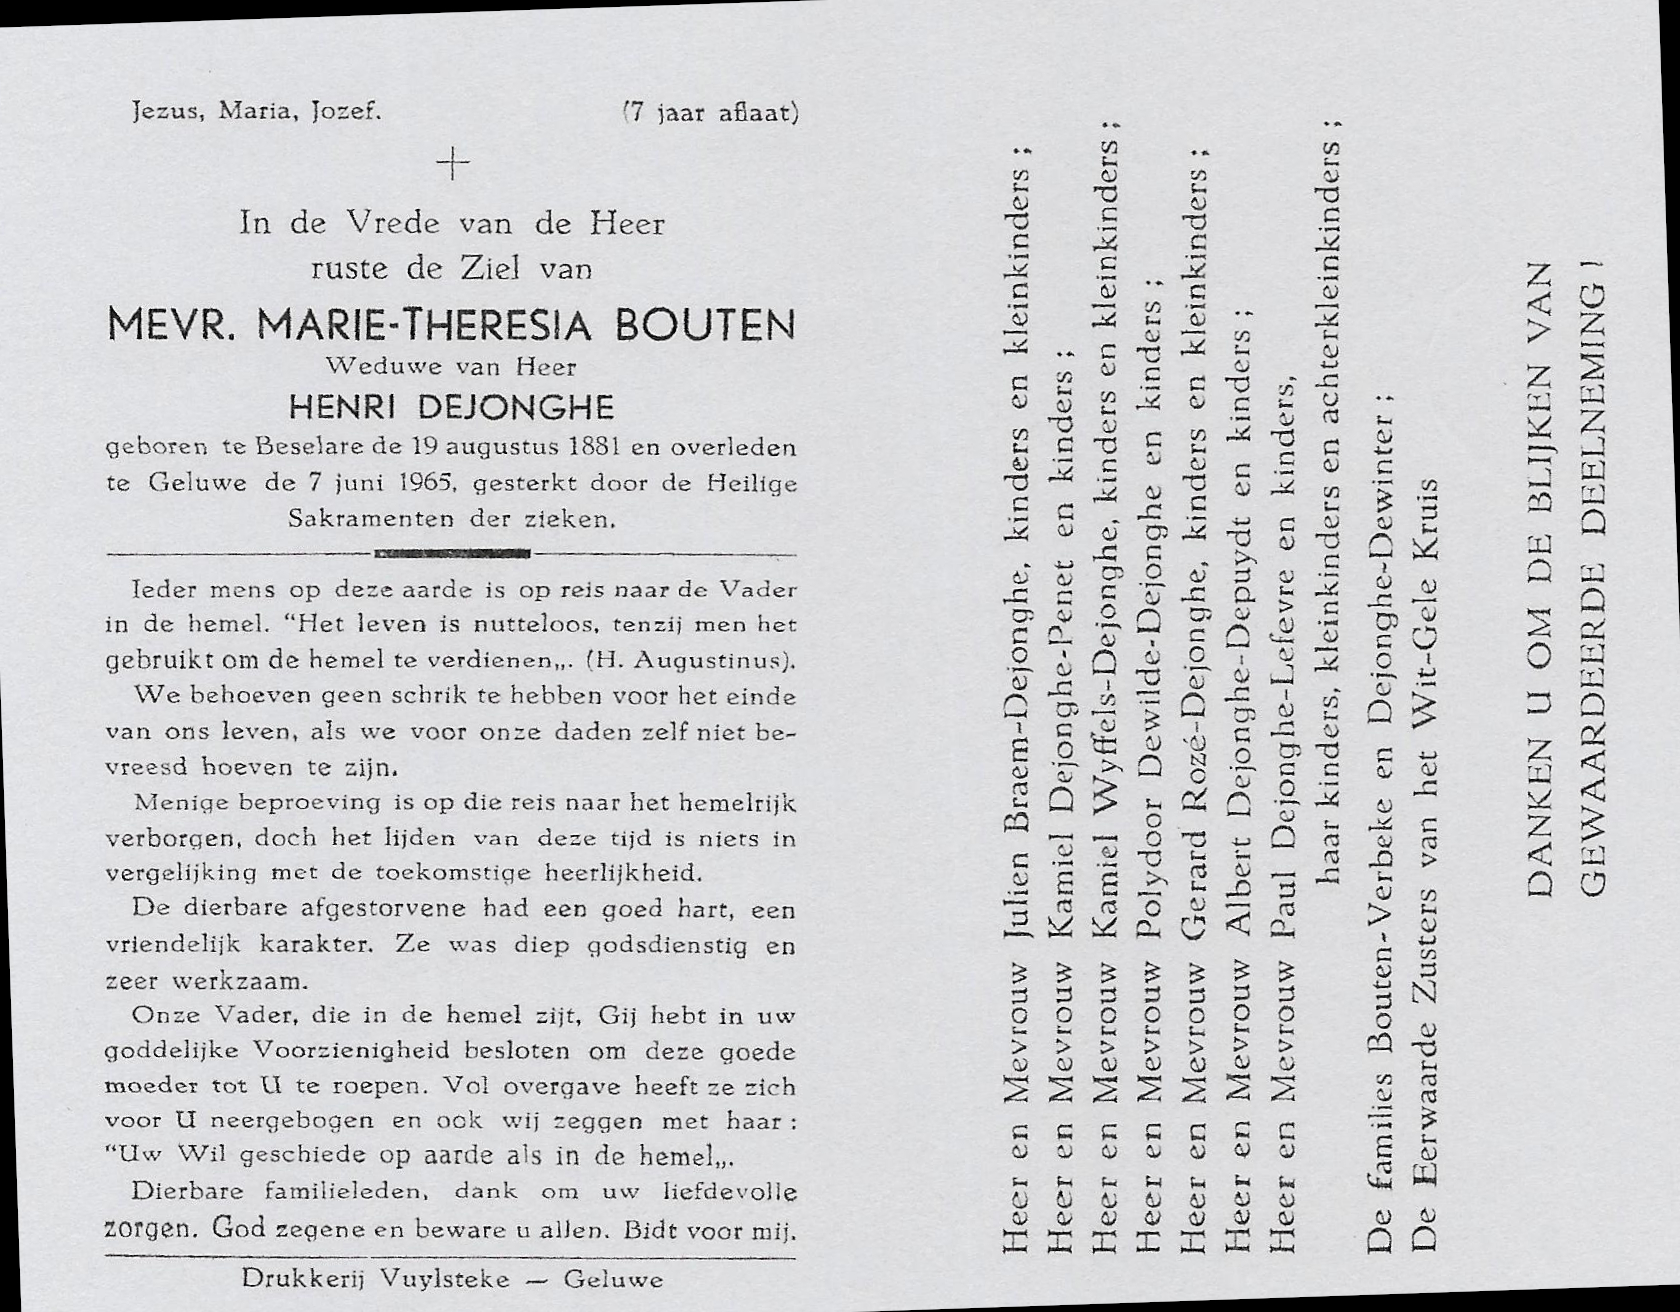 Jezus, Maria, Jozef. (7 jaar aflaat)
In de Vrede van de Heer
ruste de Ziel van
MEVR. MARIE-THERESIA BOUTEN
Weduwe van Heer
HENRI DEJONGHE
geboren te Beselare de 19 augustus 1881 en overleden
te Geluwe de 7 juni 1965, gesterkt door de Heilige
Sakramenten der zieken.
Ieder mens op deze aarde is op reis naar de Vader
in de hemel. “Het leven is nutteloos, tenzij men het
gebruikt om de hemel te verdienen„. (H. Augustinus).
We behoeven geen schrik te hebben voor het einde
van ons leven, als we voor onze daden zelf niet be-
vreesd hoeven te zijn.
Menige beproeving is op die reis naar het hemelrijk
verborgen, doch het lijden van deze tijd is niets in
vergelijking met de toekomstige heerlijkheid.
De dierbare afgestorvene had een goed hart, een
vriendelijk karakter. Ze was diep godsdienstig en
zeer werkzaam.
Onze Vader, die in de hemel zijt, Gij hebt in uw
goddelijke Voorzienigheid besloten om deze goede
moeder tot U te roepen. Vol overgave heeft ze zich
voor U neergebogen en ook wij zeggen met haar :
“Uw Wil geschiede op aarde als in de hemel„.
Dierbare familieleden, dank om uw liefdevolle
zorgen. God zegene en beware u allen. Bidt voor mij.
Drukkerij Vuylsteke — Geluwe
Heer en Mevrouw Julien Braem-Dejonghe, kinders en kleinkinders ;
Heer en Mevrouw Kamiel Dejonghe-Penet en kinders ;
Heer en Mevrouw Kamiel Wyffels-Dejonghe, kinders en kleinkinders ;
Heer en Mevrouw Polydoor Dewilde-Dejonghe en kinders ;
Heer en Mevrouw Gerard Rozé-Dejonghe, kinders en kleinkinders ;
Heer en Mevrouw Albert Dejonghe-Depuydt en kinders ;
Heer en Mevrouw Paul Dejonghe-Lefevre en kinders,
haar kinders, kleinkinders en achterkleinkinders ;
De families Bouten-Verbeke en Dejonghe-Dewinter ;
De Eerwaarde Zusters van het Wit-Gele Kruis
DANKEN U OM DE BLIJKEN VAN
GEWAARDEERDE DEELNEMING !